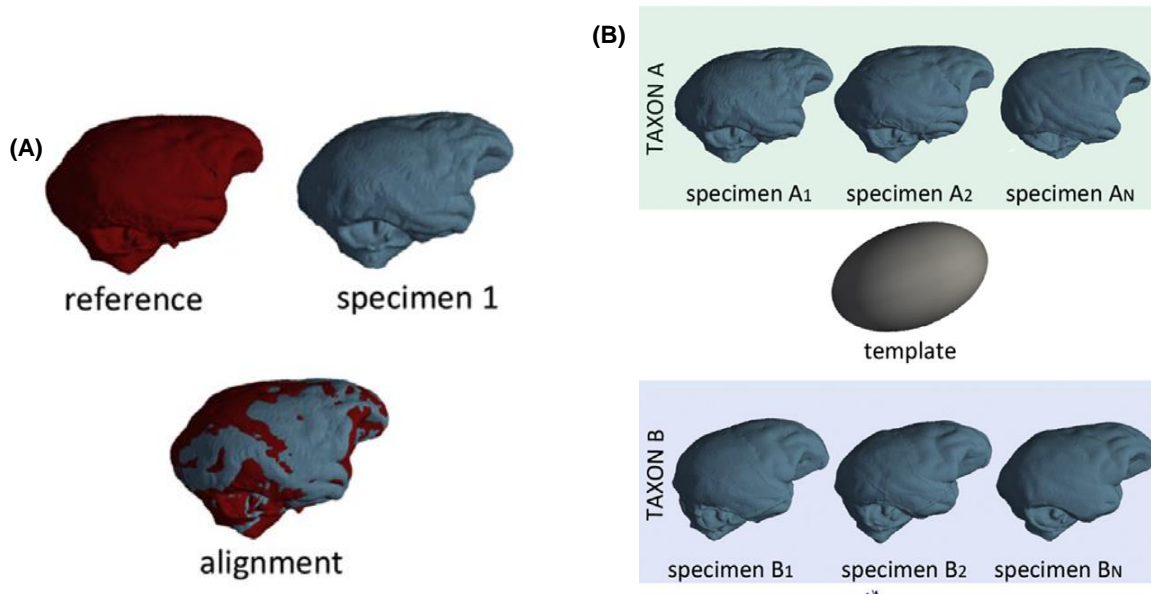 (A)
reference
specimen 1
alignment
(B)
TAXON A
specimen A1
specimen A2
specimen AN
template
TAXON B
specimen B1
specimen B2
specimen BN